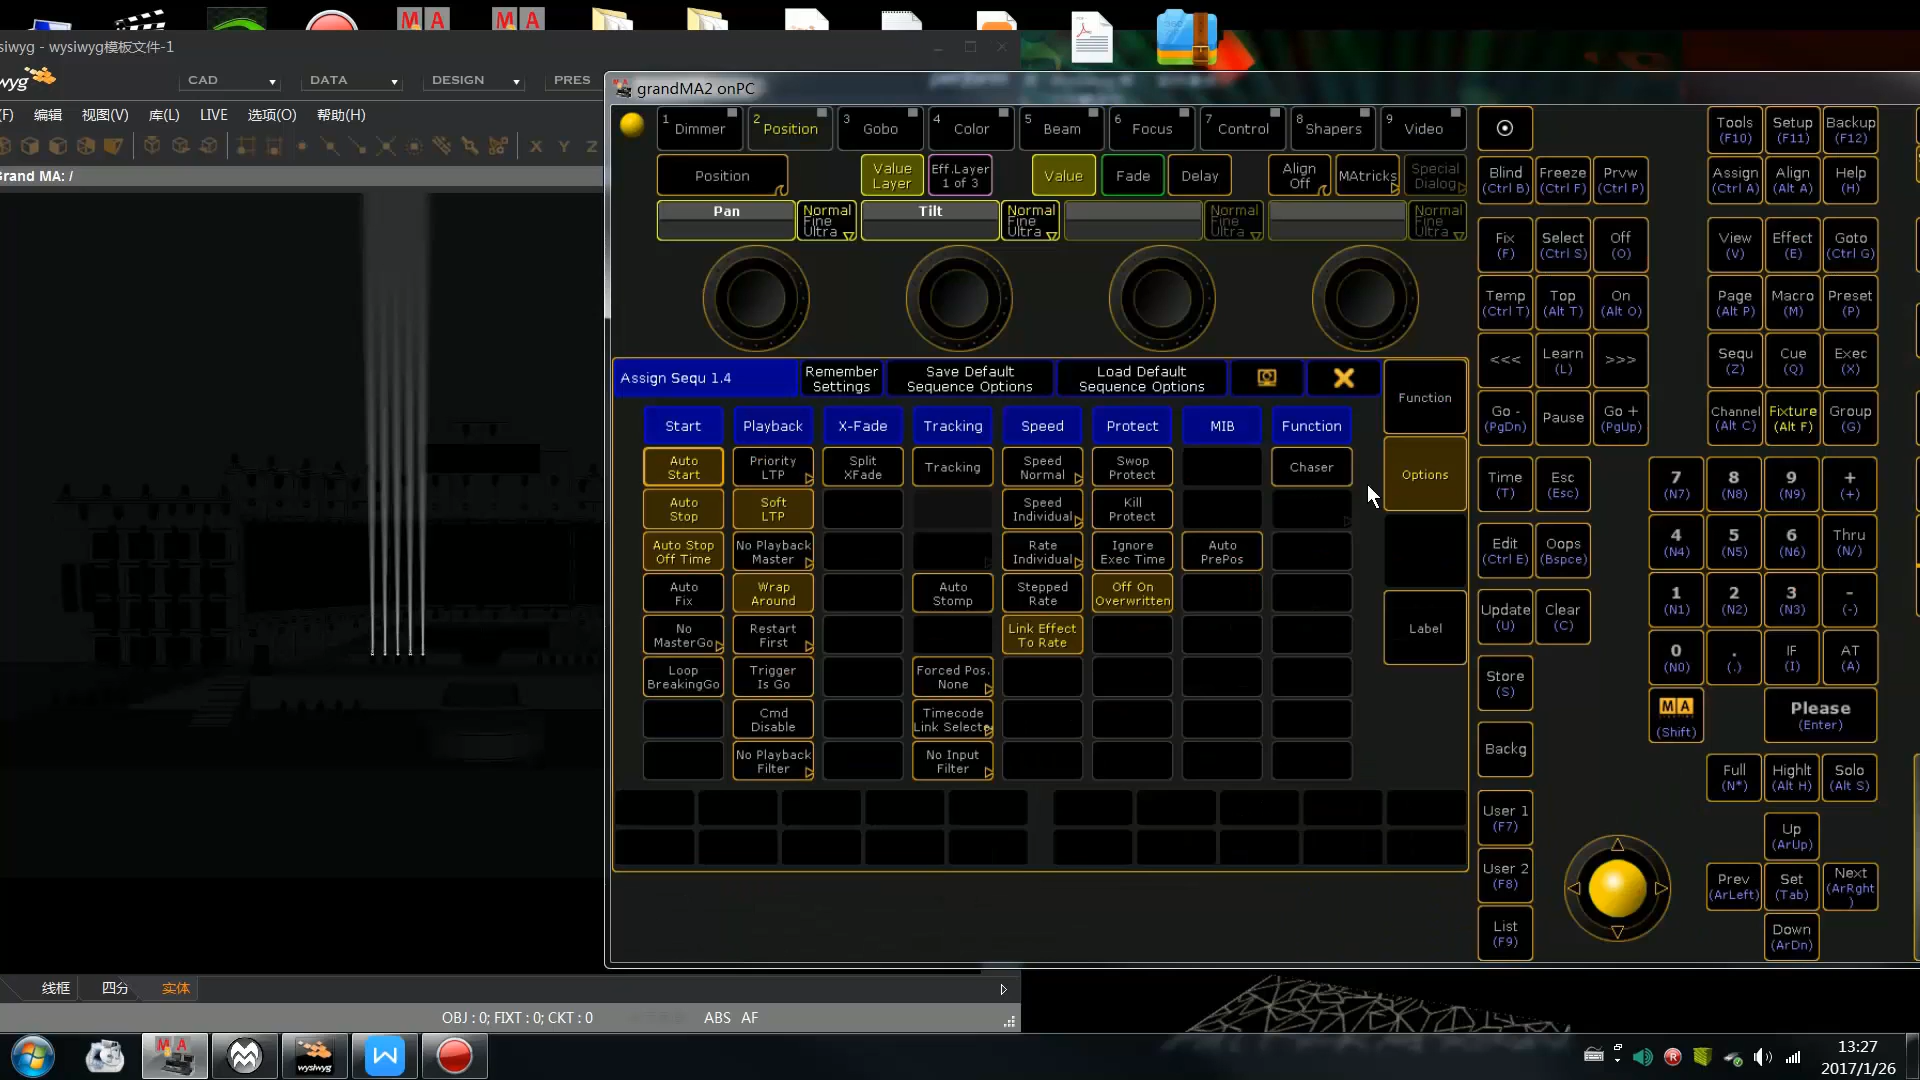 siwyg - wysiwyg模板文件-1
wyg
CAD
DATA
DESIGN
PRES
(F)
编辑
视图(V)
库(L)
LIVE
选项(O)
帮助(H)
X Y Z
Grand MA: /
grandMA2 onPC
1 Dimmer
2 Position
3 Gobo
4 Color
5 Beam
6 Focus
7 Control
8 Shapers
9 Video
Position
Value Layer
Eff.Layer 1 of 3
Value
Fade
Delay
Align Off
MAtricks
Special Dialog
Pan
Normal Fine Ultra
Tilt
Normal Fine Ultra
Normal Fine Ultra
Normal Fine Ultra
Assign Sequ 1.4
Remember Settings
Save Default Sequence Options
Load Default Sequence Options
Function
Options
Label
Start
Playback
X-Fade
Tracking
Speed
Protect
MIB
Function
Auto Start
Priority LTP
Split XFade
Tracking
Speed Normal
Swop Protect
Chaser
Auto Stop
Soft LTP
Speed Individual
Kill Protect
Auto Stop Off Time
No Playback Master
Rate Individual
Ignore Exec Time
Auto PrePos
Auto Fix
Wrap Around
Auto Stomp
Stepped Rate
Off On Overwritten
No MasterGo
Restart First
Link Effect To Rate
Loop BreakingGo
Trigger Is Go
Forced Pos. None
Cmd Disable
Timecode Link Selecte
No Playback Filter
No Input Filter
Tools (F10)
Setup (F11)
Backup (F12)
Blind (Ctrl B)
Freeze (Ctrl F)
Prvw (Ctrl P)
Assign (Ctrl A)
Align (Alt A)
Help (H)
Fix (F)
Select (Ctrl S)
Off (O)
View (V)
Effect (E)
Goto (Ctrl G)
Temp (Ctrl T)
Top (Alt T)
On (Alt O)
Page (Alt P)
Macro (M)
Preset (P)
<<<
Learn (L)
>>>
Sequ (Z)
Cue (Q)
Exec (X)
Go - (PgDn)
Pause
Go + (PgUp)
Channel (Alt C)
Fixture (Alt F)
Group (G)
Time (T)
Esc (Esc)
7 (N7)
8 (N8)
9 (N9)
+ (+)
Edit (Ctrl E)
Oops (Bspce)
4 (N4)
5 (N5)
6 (N6)
Thru (N/)
Update (U)
Clear (C)
1 (N1)
2 (N2)
3 (N3)
- (-)
0 (N0)
. (.)
IF (I)
AT (A)
Store (S)
MA (Shift)
Please (Enter)
Backg
Full (N*)
Highlt (Alt H)
Solo (Alt S)
User 1 (F7)
Up (ArUp)
User 2 (F8)
Prev (ArLeft)
Set (Tab)
Next (ArRght)
List (F9)
Down (ArDn)
线框
四分
实体
OBJ : 0; FIXT : 0; CKT : 0
ABS AF
MA
wysiwyg
W
13:27
2017/1/26